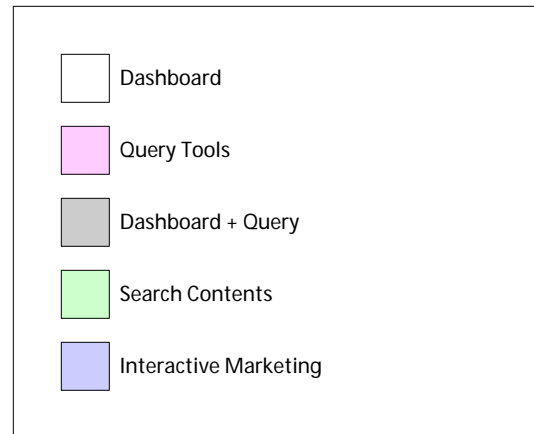 Dashboard
Query Tools
Dashboard + Query
Search Contents
Interactive Marketing